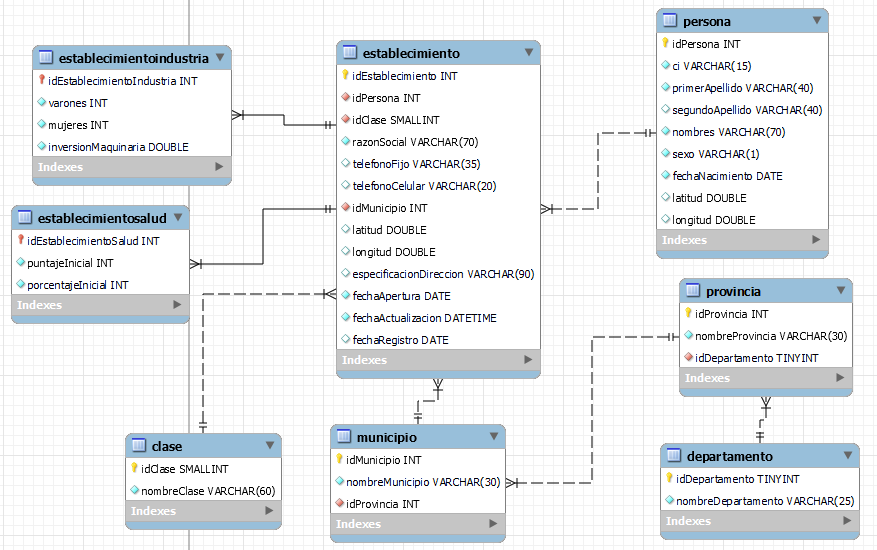 establecimientoindustria
idEstablecimientoIndustria INT
varones INT
mujeres INT
inversionMaquinaria DOUBLE
Indexes
establecimientosalud
idEstablecimientoSalud INT
puntajeInicial INT
porcentajeInicial INT
Indexes
establecimiento
idEstablecimiento INT
idPersona INT
idClase SMALLINT
razonSocial VARCHAR(70)
telefonoFijo VARCHAR(35)
telefonoCelular VARCHAR(20)
idMunicipio INT
latitud DOUBLE
longitud DOUBLE
especificacionDireccion VARCHAR(90)
fechaApertura DATE
fechaActualizacion DATETIME
fechaRegistro DATE
Indexes
persona
idPersona INT
ci VARCHAR(15)
primerApellido VARCHAR(40)
segundoApellido VARCHAR(40)
nombres VARCHAR(70)
sexo VARCHAR(1)
fechaNacimiento DATE
latitud DOUBLE
longitud DOUBLE
Indexes
provincia
idProvincia INT
nombreProvincia VARCHAR(30)
idDepartamento TINYINT
Indexes
clase
idClase SMALLINT
nombreClase VARCHAR(60)
Indexes
municipio
idMunicipio INT
nombreMunicipio VARCHAR(30)
idProvincia INT
Indexes
departamento
idDepartamento TINYINT
nombreDepartamento VARCHAR(25)
Indexes